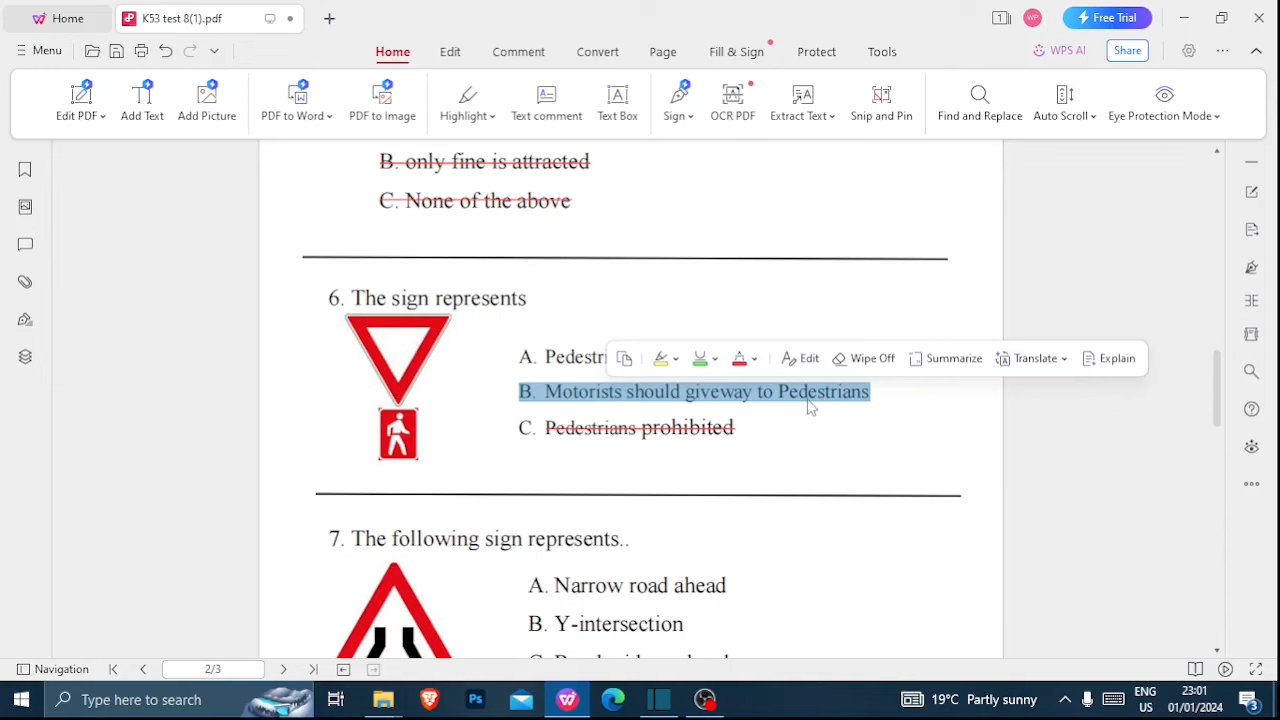 Home
K53 test 8(1).pdf
1
WP
Free Trial
Menu
Home
Edit
Comment
Convert
Page
Fill & Sign
Protect
Tools
WPS AI
Share
Edit PDF
Add Text
Add Picture
PDF to Word
PDF to Image
Highlight
Text comment
Text Box
Sign
OCR PDF
Extract Text
Snip and Pin
Find and Replace
Auto Scroll
Eye Protection Mode
B. only fine is attracted
C. None of the above
6. The sign represents
A. Pedestri
Edit
Wipe Off
Summarize
Translate
Explain
B. Motorists should giveway to Pedestrians
C. Pedestrians prohibited
7. The following sign represents..
A. Narrow road ahead
B. Y-intersection
Navigation
2/3
Type here to search
Ps
19°C Partly sunny
ENG
US
23:01
01/01/2024
3